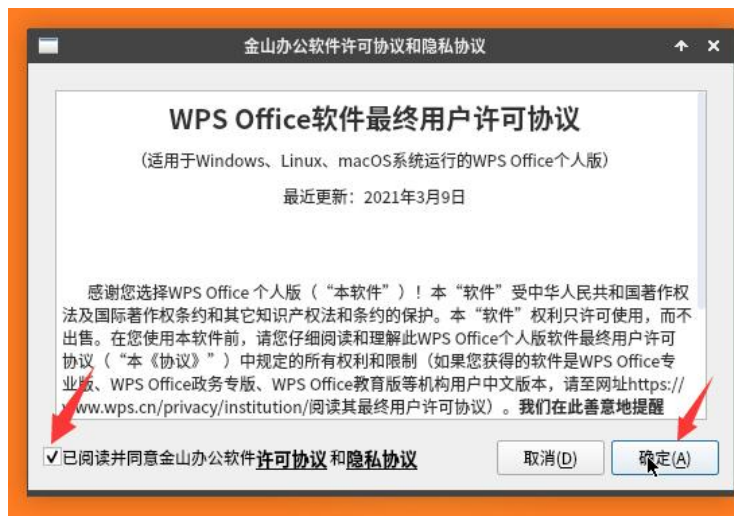 金山办公软件许可协议和隐私协议
WPS Office软件最终用户许可协议
（适用于Windows、Linux、macOS系统运行的WPS Office个人版）
最近更新：2021年3月9日
感谢您选择WPS Office 个人版（“本软件”）！本“软件”受中华人民共和国著作权
法及国际著作权条约和其它知识产权法和条约的保护。本“软件”权利只许可使用，而不
出售。在您使用本软件前，请您仔细阅读和理解此WPS Office个人版软件最终用户许可
协议（“本《协议》”）中规定的所有权利和限制（如果您获得的软件是WPS Office专
业版、WPS Office政务专版、WPS Office教育版等机构用户中文版本，请至网址https://
www.wps.cn/privacy/institution/阅读其最终用户许可协议）。我们在此善意地提醒
已阅读并同意金山办公软件许可协议和隐私协议
取消(D)
确定(A)